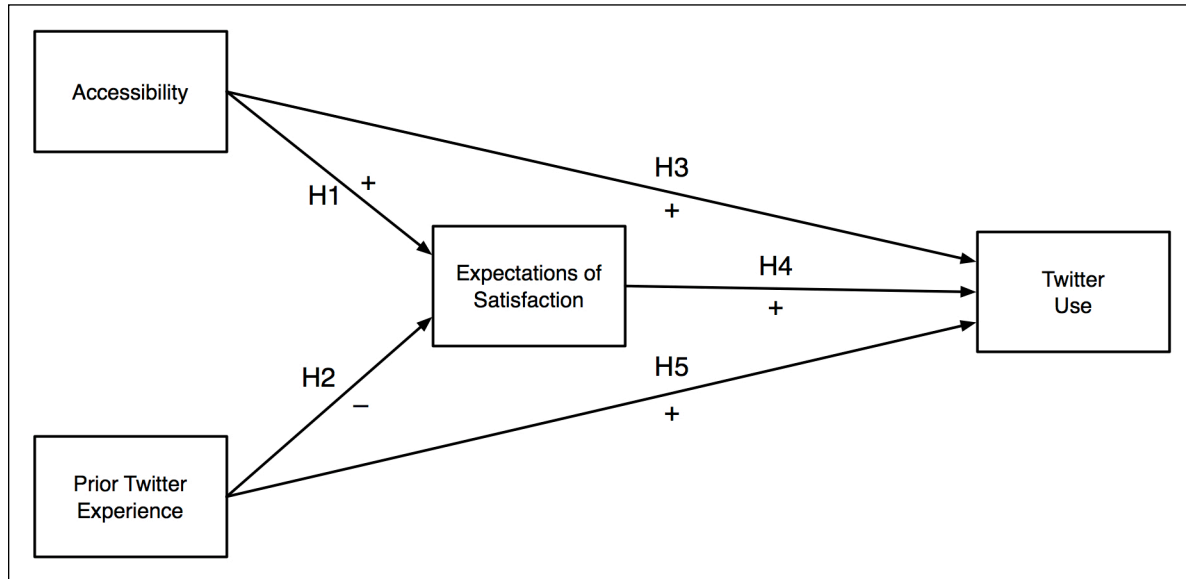 Accessibility
H3
+
H1
+
Expectations of
Satisfaction
H4
+
Twitter
Use
H2
–
H5
+
Prior Twitter
Experience